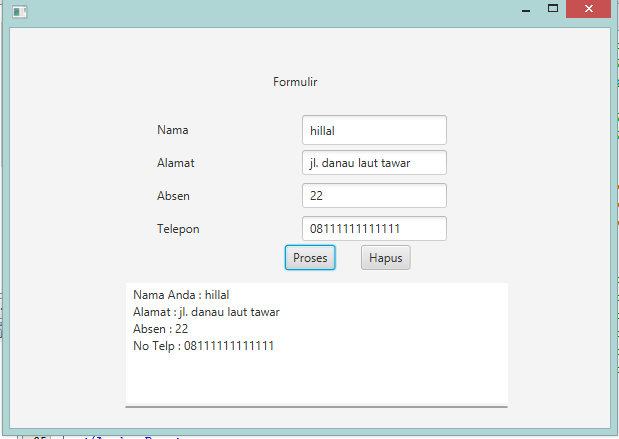 Formulir
Nama hillal
Alamat jl. danau laut tawar
Absen 22
Telepon 08111111111111
Proses Hapus
Nama Anda : hillal
Alamat : jl. danau laut tawar
Absen : 22
No Telp : 08111111111111